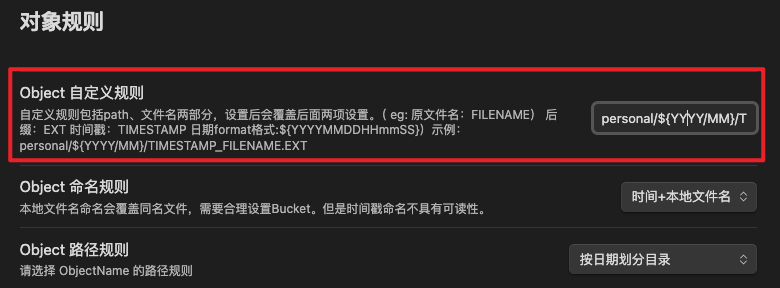 对象规则
Object 自定义规则
自定义规则包括path、文件名两部分，设置后会覆盖后面两项设置。（ eg: 原文件名：FILENAME） 后
缀：EXT 时间戳：TIMESTAMP 日期format格式:${YYYYMMDDHHmmSS}）示例：
personal/${YYYY/MM}/TIMESTAMP_FILENAME.EXT
personal/${YYYY/MM}/T
Object 命名规则
本地文件名命名会覆盖同名文件，需要合理设置Bucket。但是时间戳命名不具有可读性。
时间+本地文件名
Object 路径规则
请选择 ObjectName 的路径规则
按日期划分目录